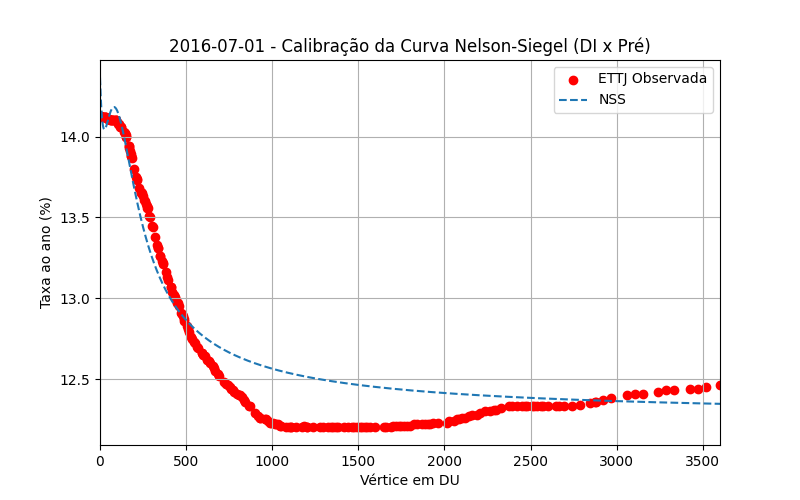 2016-07-01 - Calibração da Curva Nelson-Siegel (DI x Pré)
ETTJ Observada
NSS
Taxa ao ano (%)
14.0
13.5
13.0
12.5
0 500 1000 1500 2000 2500 3000 3500
Vértice em DU